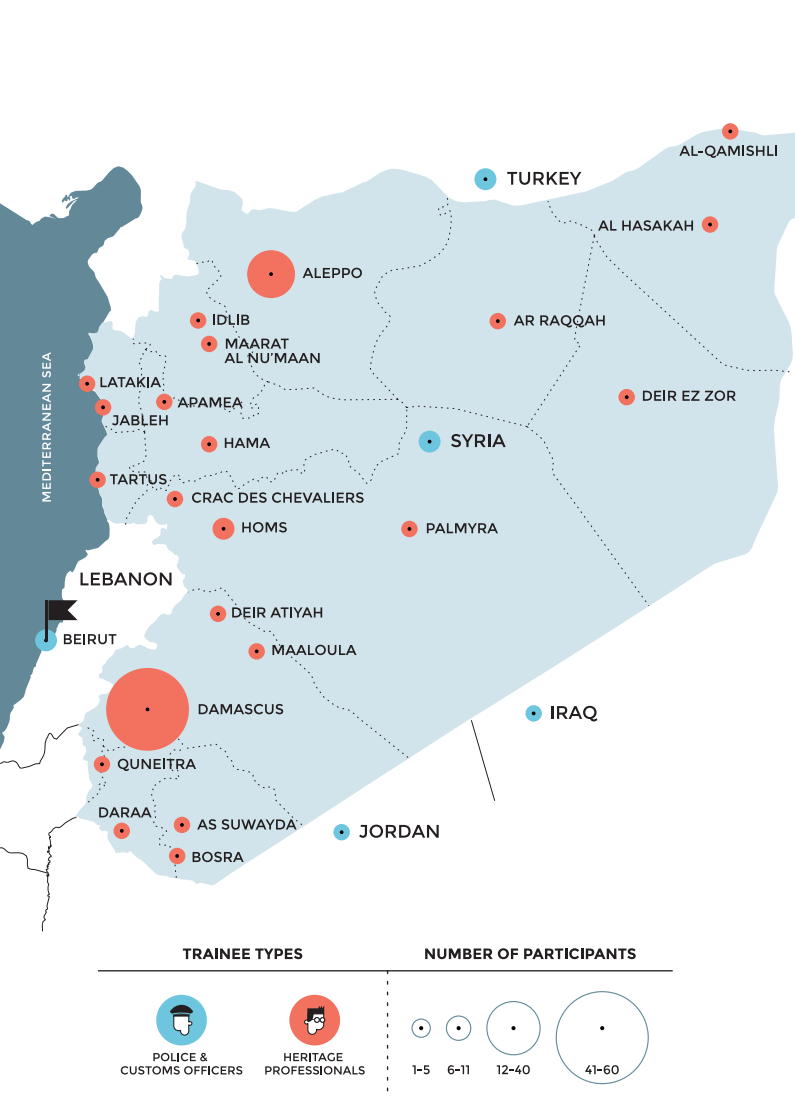 AL-QAMISHLI
TURKEY
AL HASAKAH
ALEPPO
IDLIB
AR RAQQAH
MAARAT
AL NU'MAAN
MEDITERRANEAN SEA
LATAKIA
APAMEA
DEIR EZ ZOR
JABLEH
HAMA
SYRIA
TARTUS
CRAC DES CHEVALIERS
HOMS
PALMYRA
LEBANON
DEIR ATIYAH
BEIRUT
MAALOULA
DAMASCUS
IRAQ
QUNEITRA
DARAA
AS SUWAYDA
JORDAN
BOSRA
TRAINEE TYPES
POLICE &
CUSTOMS OFFICERS
HERITAGE
PROFESSIONALS
NUMBER OF PARTICIPANTS
1-5
6-11
12-40
41-60